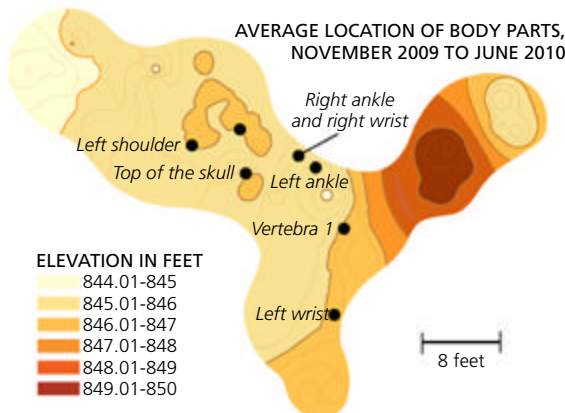 AVERAGE LOCATION OF BODY PARTS,
NOVEMBER 2009 TO JUNE 2010
Right ankle
and right wrist
Left shoulder
Top of the skull
Left ankle
Vertebra 1
Left wrist
ELEVATION IN FEET
844.01-845
845.01-846
846.01-847
847.01-848
848.01-849
849.01-850
8 feet